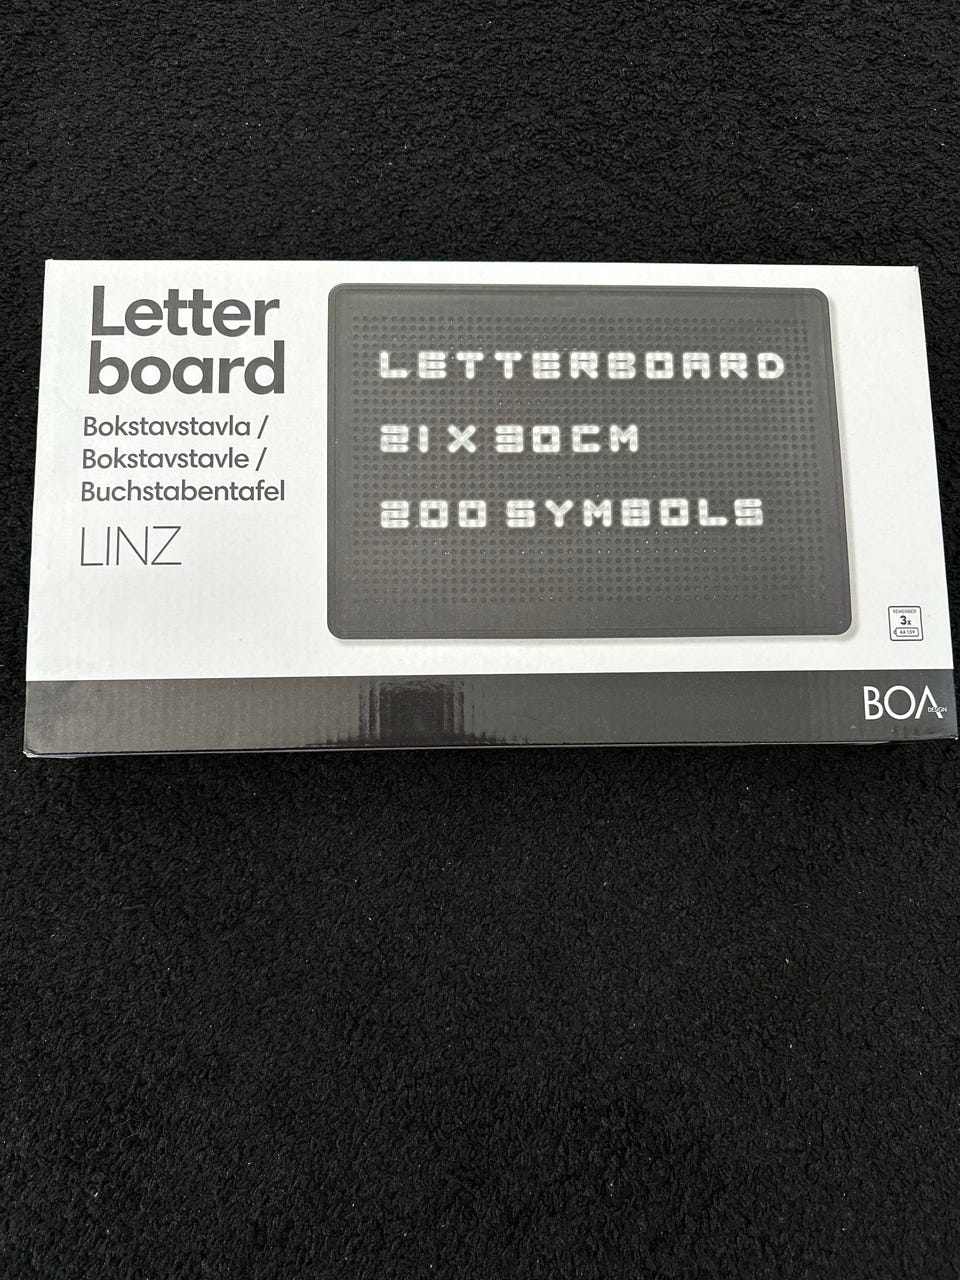 Letter
board
Bokstavstavla /
Bokstavstavle /
Buchstabentafel
LINZ
LETTERBOARD
21 X 30CM
200 SYMBOLS
REMEMBER
3x
AA 1.5V
BOA
DESIGN